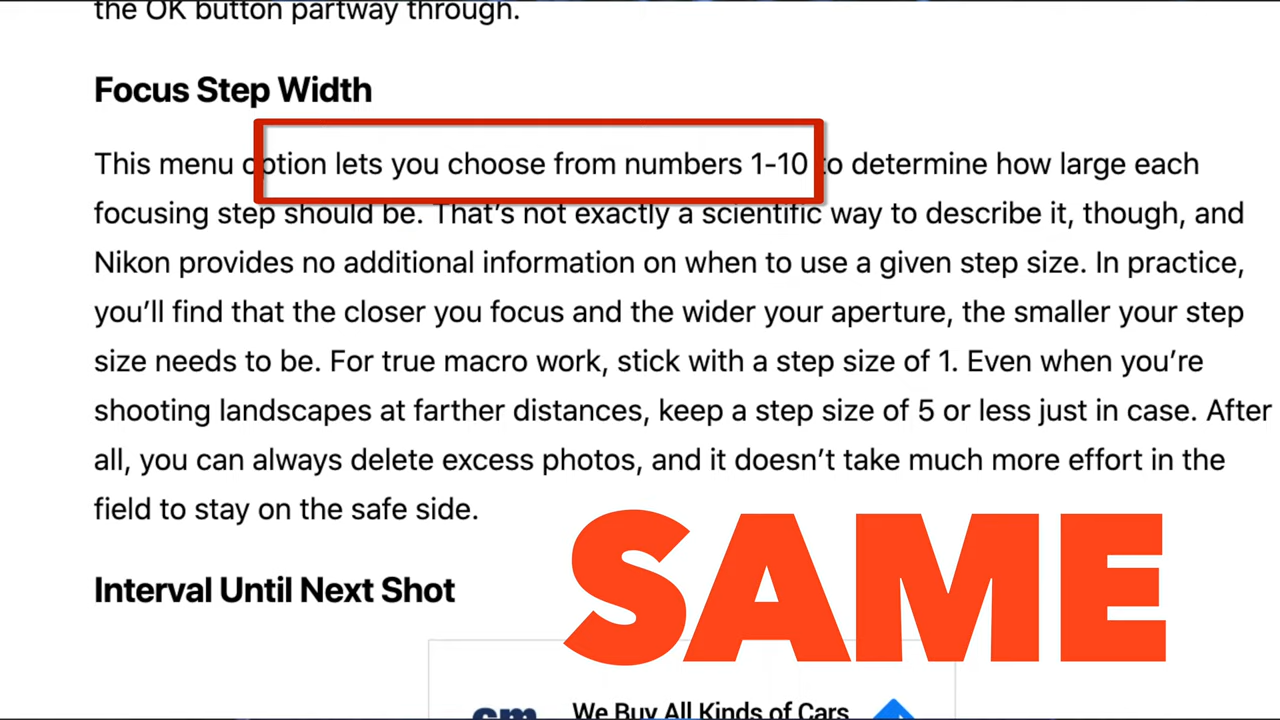 the OK button partway through.
Focus Step Width
This menu option lets you choose from numbers 1-10 to determine how large each
focusing step should be. That's not exactly a scientific way to describe it, though, and
Nikon provides no additional information on when to use a given step size. In practice,
you'll find that the closer you focus and the wider your aperture, the smaller your step
size needs to be. For true macro work, stick with a step size of 1. Even when you're
shooting landscapes at farther distances, keep a step size of 5 or less just in case. After
all, you can always delete excess photos, and it doesn't take much more effort in the
field to stay on the safe side.
SAME
Interval Until Next Shot
We Buy All Kinds of Cars